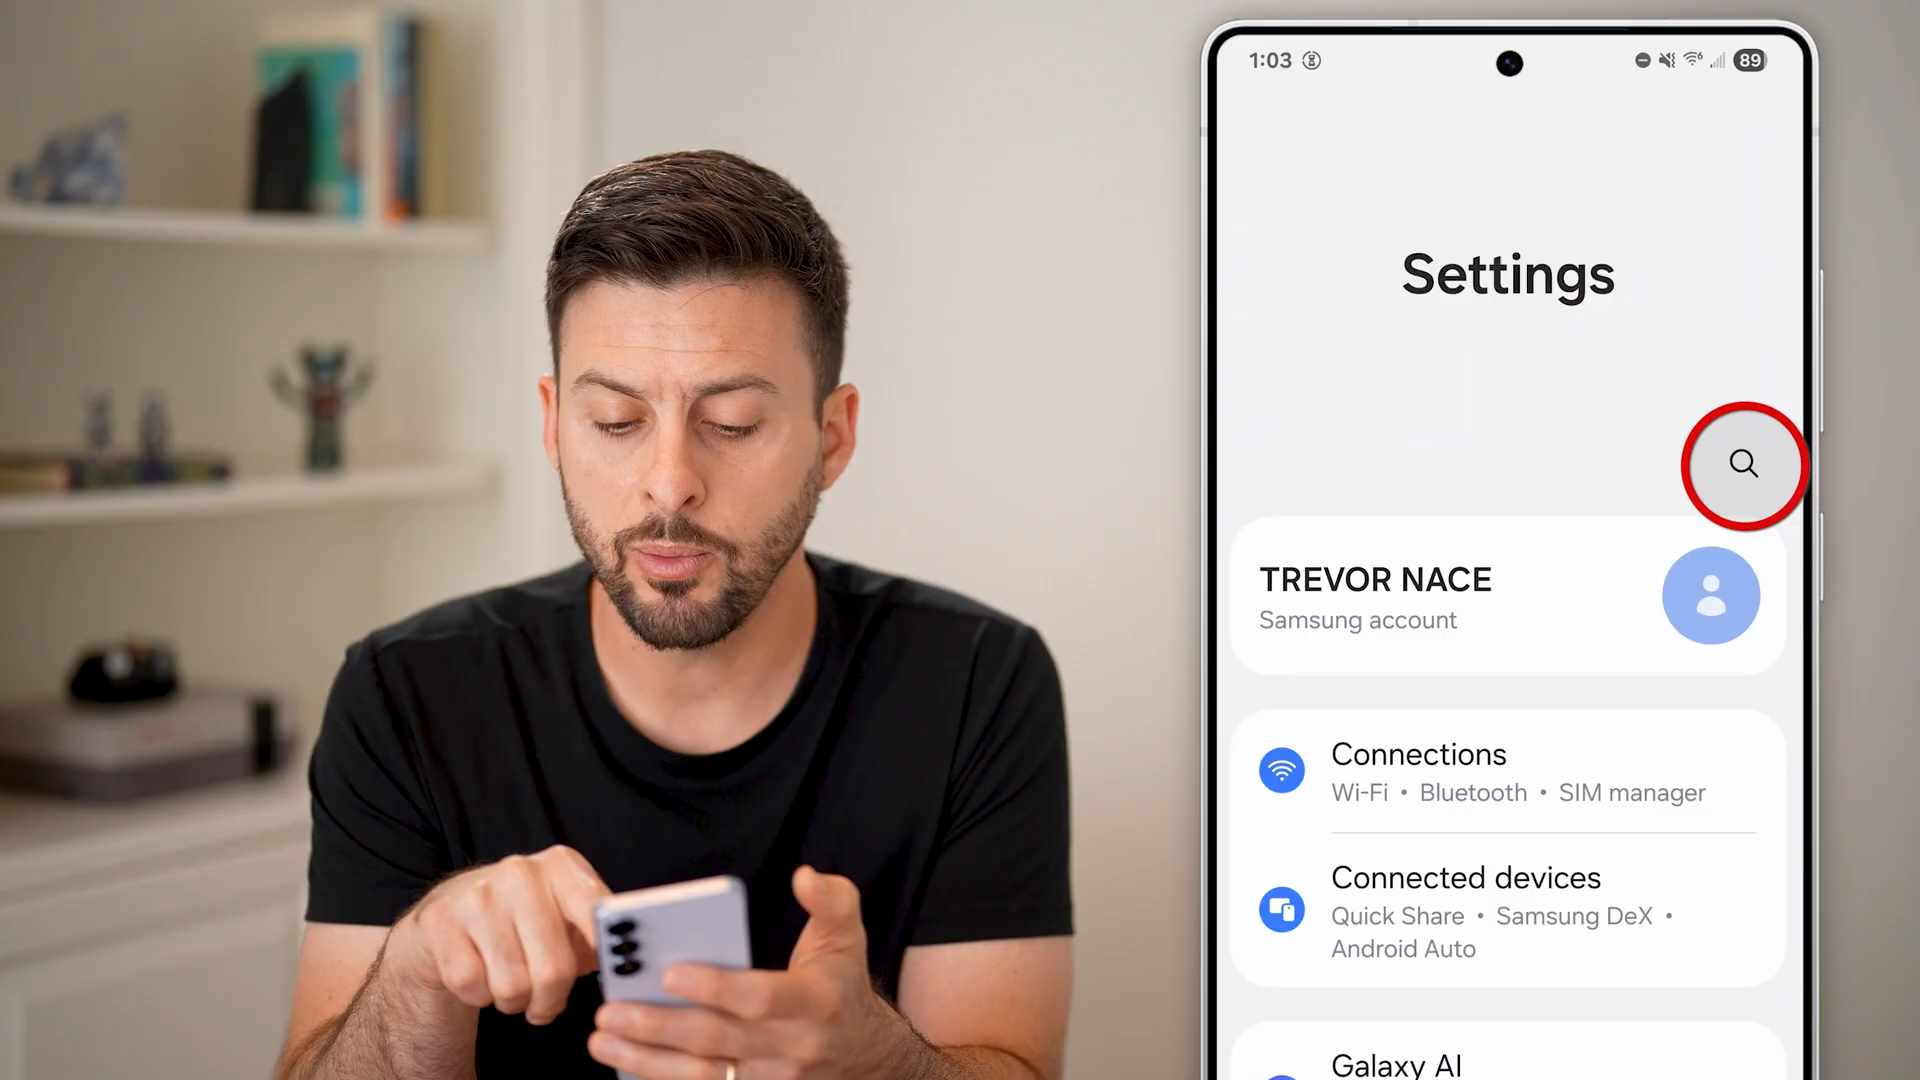 1:03
89
Settings
TREVOR NACE
Samsung account
Connections
Wi-Fi • Bluetooth • SIM manager
Connected devices
Quick Share • Samsung DeX •
Android Auto
Galaxy AI